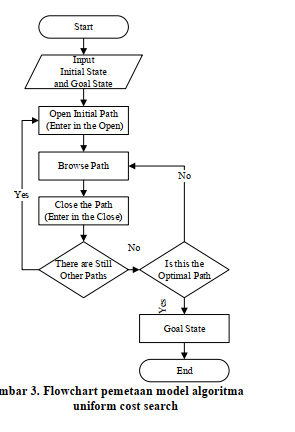 Start
Input
Initial State
and Goal State
Open Initial Path
(Enter in the Open)
Browse Path
No
Yes
Close the Path
(Enter in the Close)
No
There are Still
Other Paths
Is this the
Optimal Path
Yes
Goal State
End
mbar 3. Flowchart pemetaan model algoritma
uniform cost search